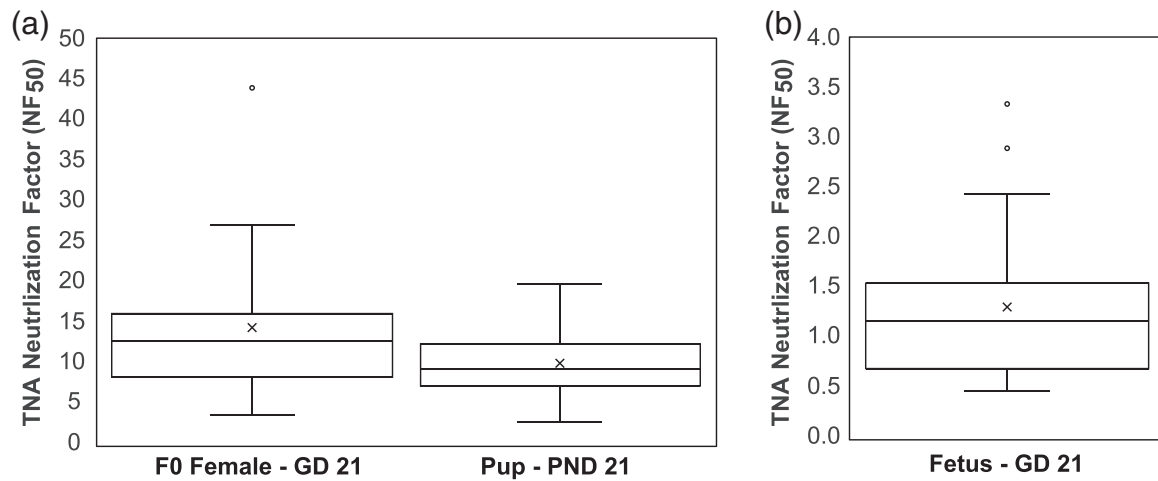 (a)
TNA Neutrlization Factor (NF50)
50
45
40
35
30
25
20
15
10
5
0
F0 Female - GD 21
Pup - PND 21
(b)
TNA Neutrlization Factor (NF50)
4.0
3.5
3.0
2.5
2.0
1.5
1.0
0.5
0.0
Fetus - GD 21